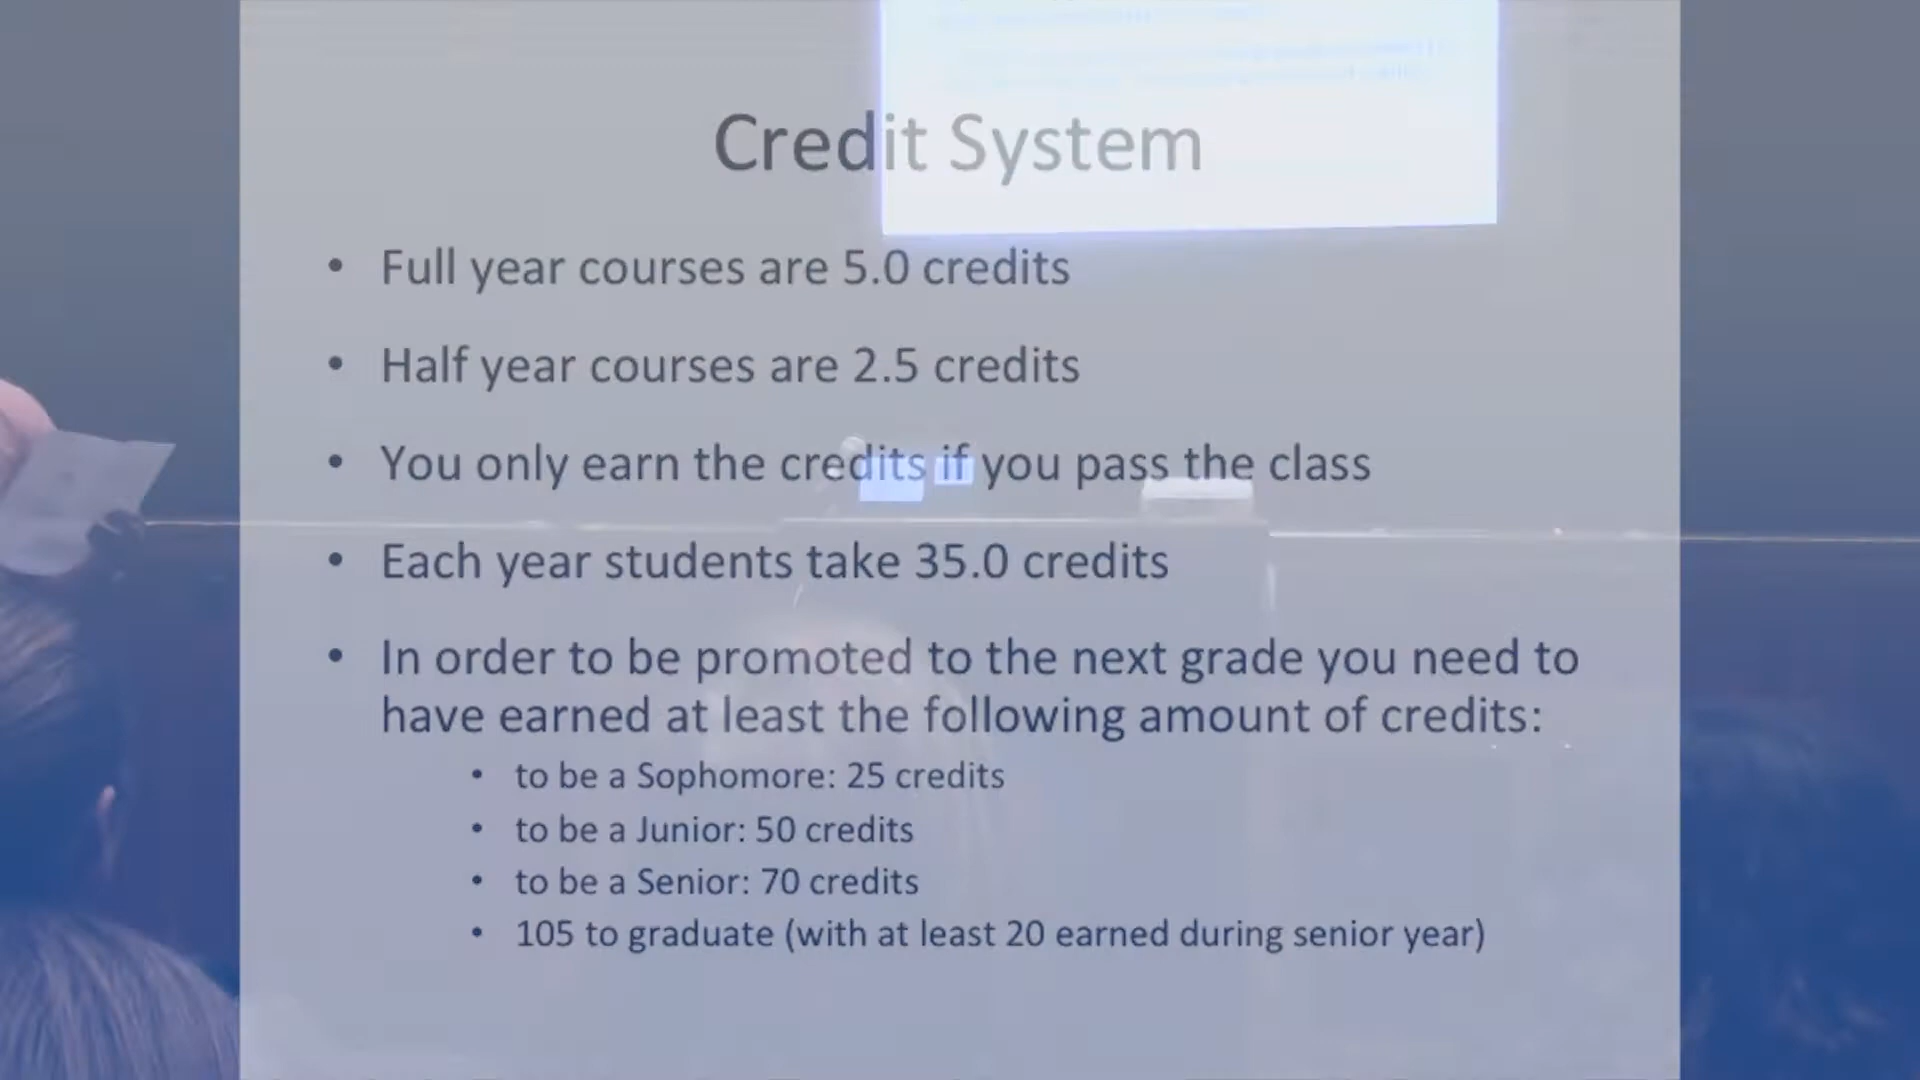 Credit System
• Full year courses are 5.0 credits
• Half year courses are 2.5 credits
• You only earn the credits if you pass the class
• Each year students take 35.0 credits
• In order to be promoted to the next grade you need to
have earned at least the following amount of credits:
• to be a Sophomore: 25 credits
• to be a Junior: 50 credits
• to be a Senior: 70 credits
• 105 to graduate (with at least 20 earned during senior year)